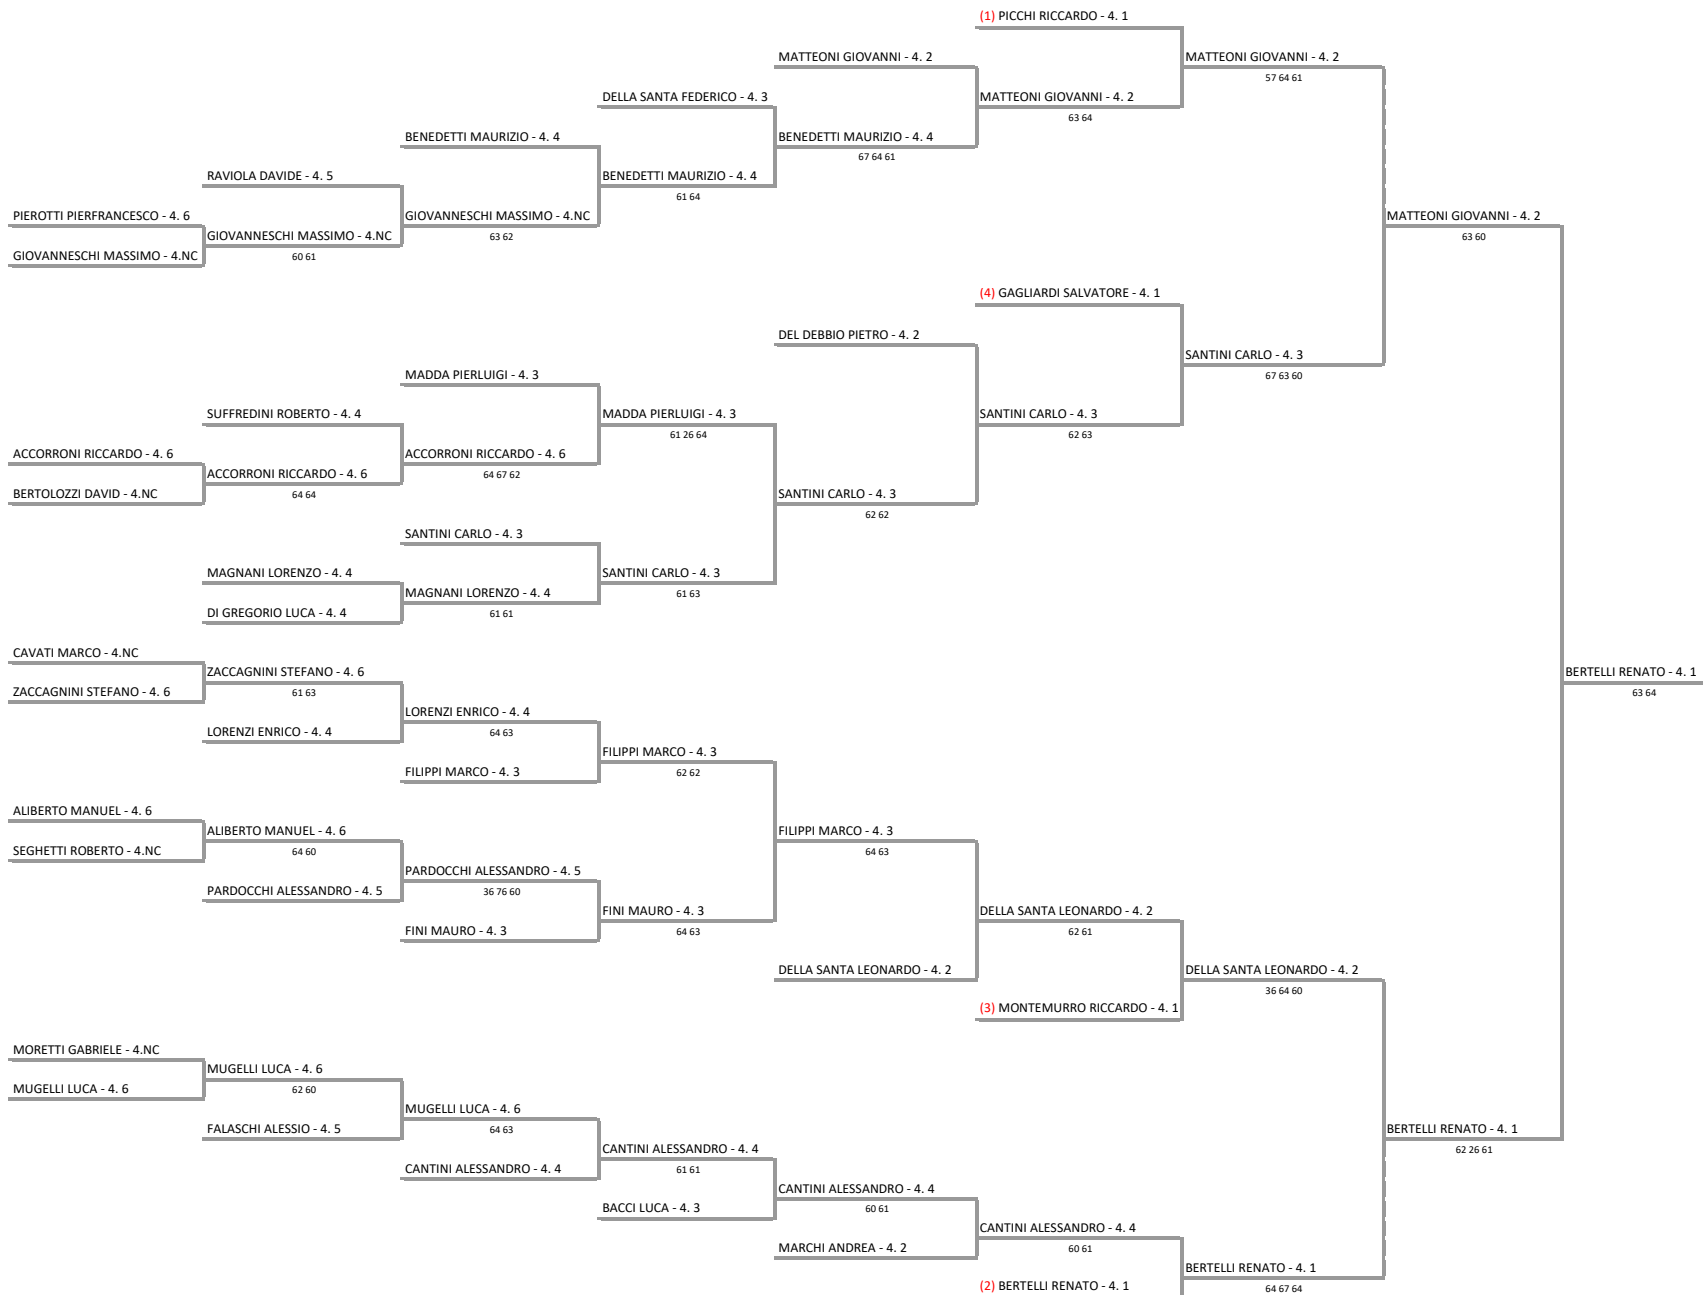 (1) PICCHI RICCARDO - 4. 1
MATTEONI GIOVANNI - 4. 2
MATTEONI GIOVANNI - 4. 2
57 64 61
DELLA SANTA FEDERICO - 4. 3
MATTEONI GIOVANNI - 4. 2
63 64
BENEDETTI MAURIZIO - 4. 4
BENEDETTI MAURIZIO - 4. 4
67 64 61
RAVIOLA DAVIDE - 4. 5
BENEDETTI MAURIZIO - 4. 4
61 64
PIEROTTI PIERFRANCESCO - 4. 6
GIOVANNESCHI MASSIMO - 4.NC
63 62
MATTEONI GIOVANNI - 4. 2
63 60
GIOVANNESCHI MASSIMO - 4.NC
60 61
GIOVANNESCHI MASSIMO - 4.NC
(4) GAGLIARDI SALVATORE - 4. 1
DEL DEBBIO PIETRO - 4. 2
SANTINI CARLO - 4. 3
67 63 60
MADDA PIERLUIGI - 4. 3
SUFFREDINI ROBERTO - 4. 4
MADDA PIERLUIGI - 4. 3
61 26 64
SANTINI CARLO - 4. 3
62 63
ACCORRONI RICCARDO - 4. 6
ACCORRONI RICCARDO - 4. 6
64 67 62
ACCORRONI RICCARDO - 4. 6
64 64
BERTOLOZZI DAVID - 4.NC
SANTINI CARLO - 4. 3
62 62
SANTINI CARLO - 4. 3
MAGNANI LORENZO - 4. 4
SANTINI CARLO - 4. 3
61 63
MAGNANI LORENZO - 4. 4
61 61
DI GREGORIO LUCA - 4. 4
CAVATI MARCO - 4.NC
ZACCAGNINI STEFANO - 4. 6
61 63
BERTELLI RENATO - 4. 1
63 64
ZACCAGNINI STEFANO - 4. 6
LORENZI ENRICO - 4. 4
64 63
LORENZI ENRICO - 4. 4
FILIPPI MARCO - 4. 3
62 62
FILIPPI MARCO - 4. 3
ALIBERTO MANUEL - 4. 6
ALIBERTO MANUEL - 4. 6
64 60
FILIPPI MARCO - 4. 3
64 63
SEGHETTI ROBERTO - 4.NC
PARDOCCHI ALESSANDRO - 4. 5
36 76 60
PARDOCCHI ALESSANDRO - 4. 5
FINI MAURO - 4. 3
64 63
DELLA SANTA LEONARDO - 4. 2
62 61
FINI MAURO - 4. 3
DELLA SANTA LEONARDO - 4. 2
DELLA SANTA LEONARDO - 4. 2
36 64 60
(3) MONTEMURRO RICCARDO - 4. 1
MORETTI GABRIELE - 4.NC
MUGELLI LUCA - 4. 6
62 60
MUGELLI LUCA - 4. 6
MUGELLI LUCA - 4. 6
64 63
FALASCHI ALESSIO - 4. 5
BERTELLI RENATO - 4. 1
62 26 61
CANTINI ALESSANDRO - 4. 4
61 61
CANTINI ALESSANDRO - 4. 4
CANTINI ALESSANDRO - 4. 4
60 61
BACCI LUCA - 4. 3
CANTINI ALESSANDRO - 4. 4
60 61
MARCHI ANDREA - 4. 2
BERTELLI RENATO - 4. 1
64 67 64
(2) BERTELLI RENATO - 4. 1